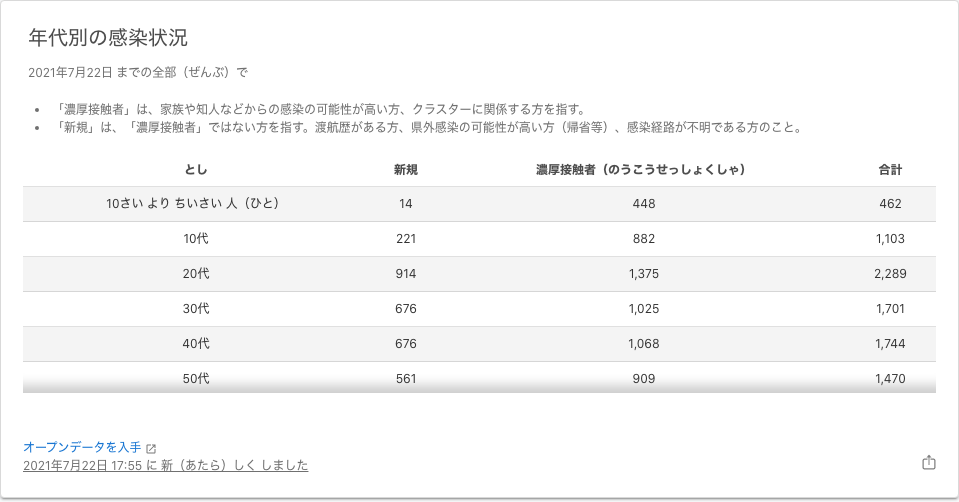 年代別の感染状況
2021年7月22日 までの全部（ぜんぶ）で
• 「濃厚接触者」は、家族や知人などからの感染の可能性が高い方、クラスターに関係する方を指す。
• 「新規」は、「濃厚接触者」ではない方を指す。渡航歴がある方、県外感染の可能性が高い方（帰省等）、感染経路が不明である方のこと。
とし 新規 濃厚接触者（のうこうせっしょくしゃ） 合計
10さい より ちいさい 人（ひと） 14 448 462
10代 221 882 1,103
20代 914 1,375 2,289
30代 676 1,025 1,701
40代 676 1,068 1,744
50代 561 909 1,470
オープンデータを入手
2021年7月22日 17:55 に 新（あたら）しく しました